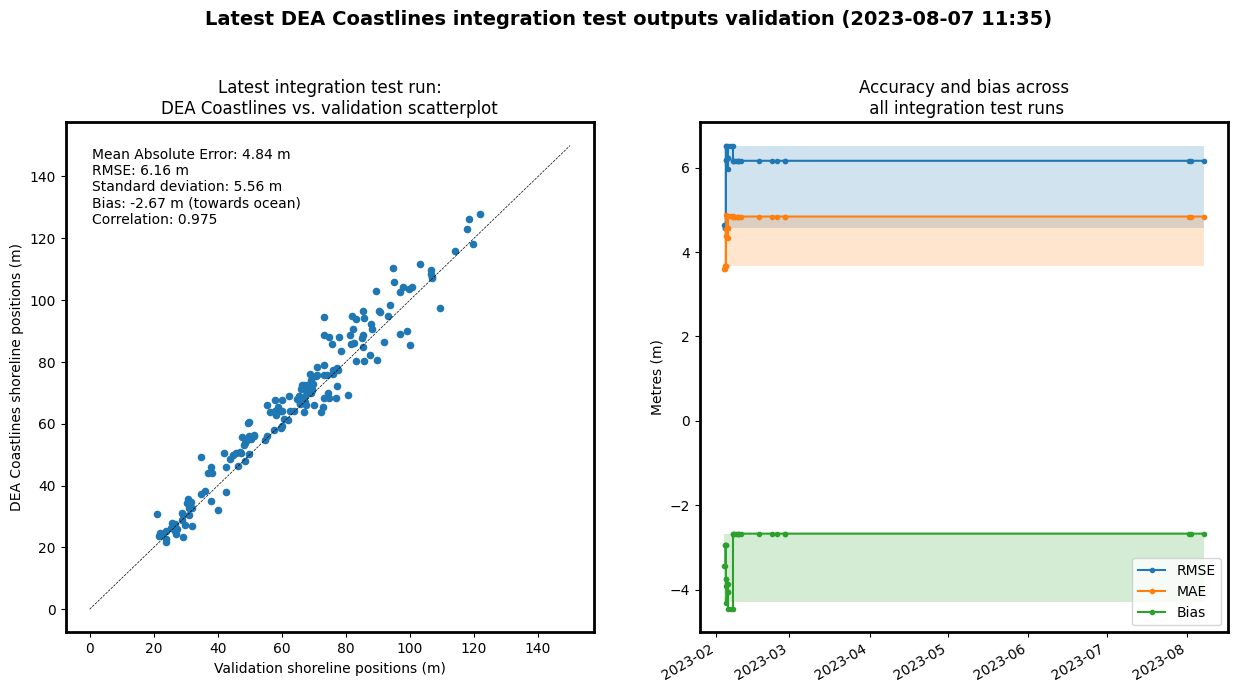 Latest DEA Coastlines integration test outputs validation (2023-08-07 11:35)
Latest integration test run:
DEA Coastlines vs. validation scatterplot
Mean Absolute Error: 4.84 m
RMSE: 6.16 m
Standard deviation: 5.56 m
Bias: -2.67 m (towards ocean)
Correlation: 0.975
DEA Coastlines shoreline positions (m)
140
120
100
80
60
40
20
0
0 20 40 60 80 100 120 140
Validation shoreline positions (m)
Accuracy and bias across
all integration test runs
Metres (m)
6
4
2
0
−2
−4
RMSE
MAE
Bias
2023-02 2023-03 2023-04 2023-05 2023-06 2023-07 2023-08